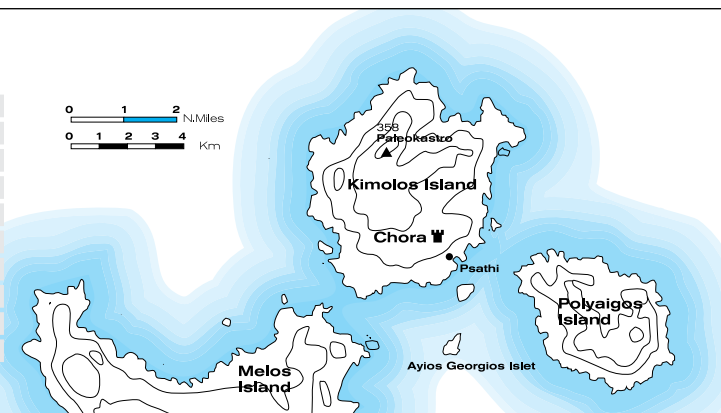 0 1 2
N.Miles
0 1 2 3 4
Km
358
Paleokastro
Kimolos Island
Chora
Psathi
Polyaigos
Island
Melos
Island
Ayios Georgios Islet